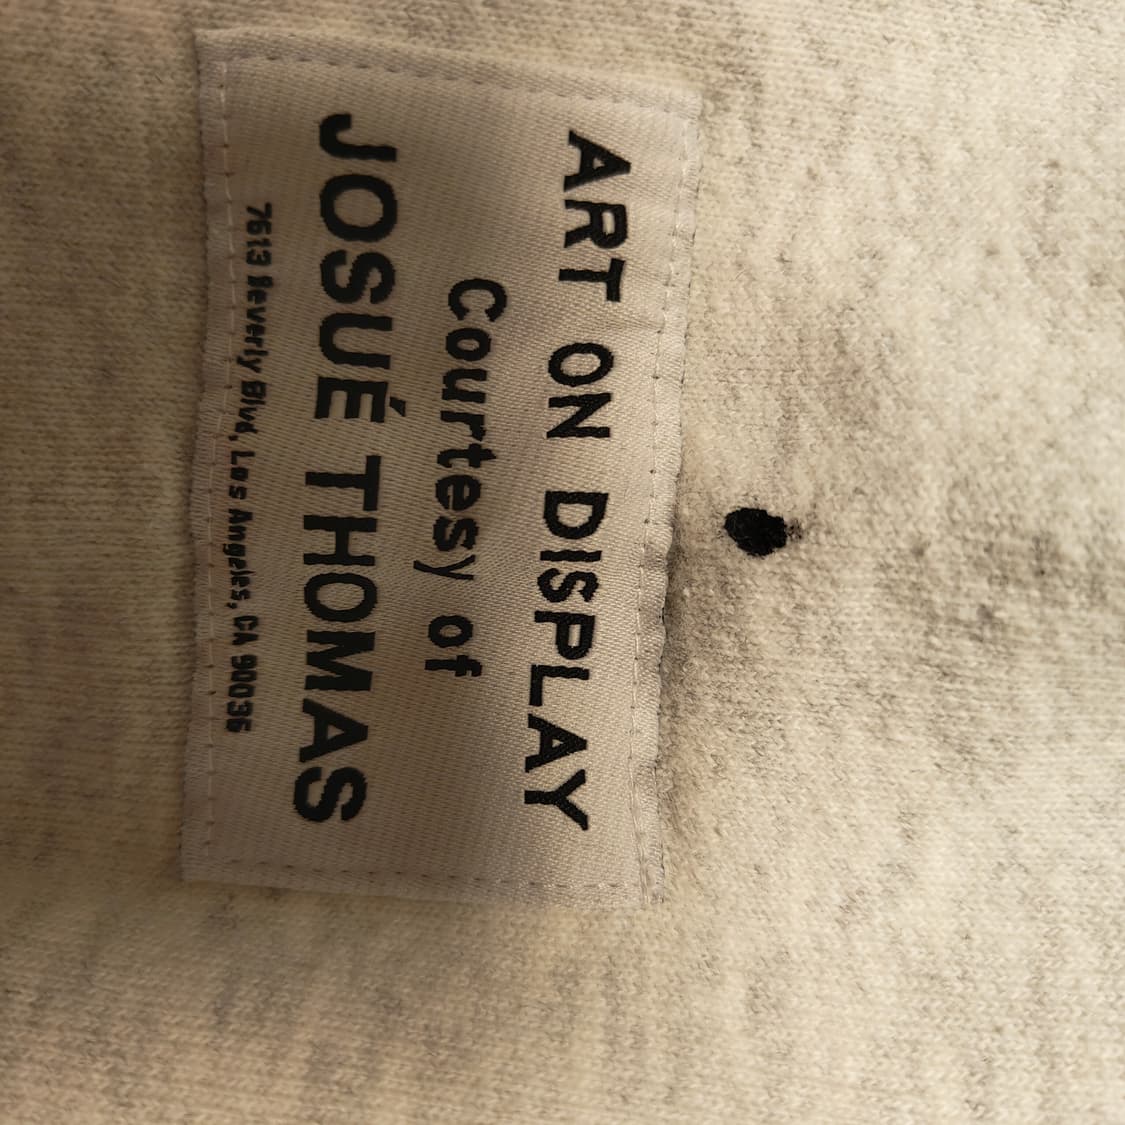 ART ON DISPLAY
Courtesy of
JOSUÉ THOMAS
7613 Beverly Blvd, Los Angeles, CA 90036